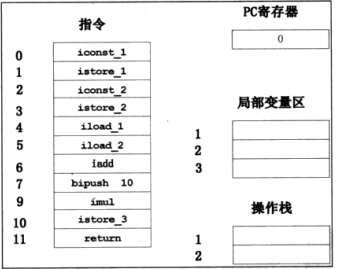 指令
0 iconst_1
1 istore_1
2 iconst_2
3 istore_2
4 iload_1
5 iload_2
6 iadd
7 bipush 10
9 imul
10 istore_3
11 return
PC寄存器
0
局部变量区
1
2
3
操作栈
1
2